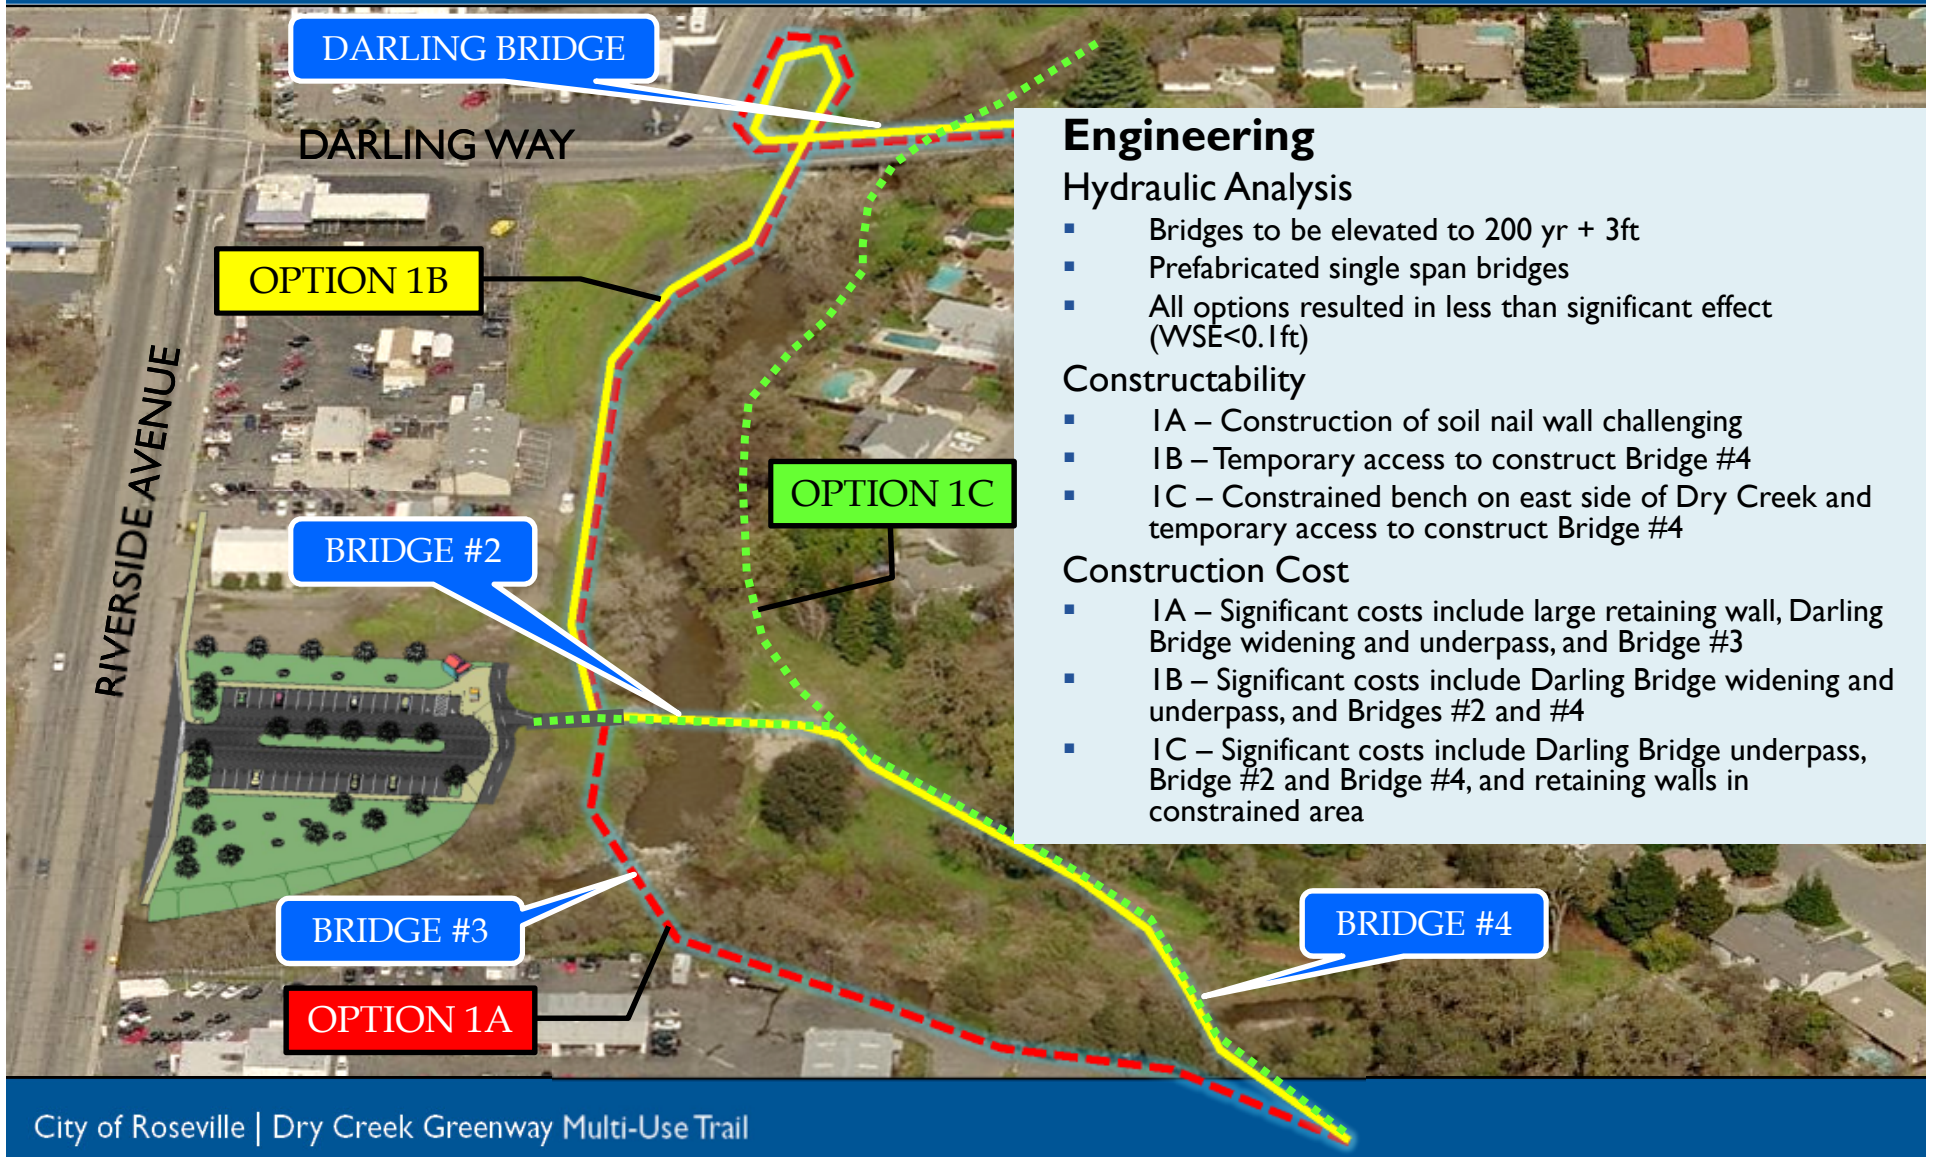 DARLING BRIDGE
DARLING WAY
OPTION 1B
RIVERSIDE AVENUE
OPTION 1C
BRIDGE #2
BRIDGE #3
OPTION 1A
BRIDGE #4
Engineering
Hydraulic Analysis
▪ Bridges to be elevated to 200 yr + 3ft
▪ Prefabricated single span bridges
▪ All options resulted in less than significant effect
(WSE<0.1ft)
Constructability
▪ 1A – Construction of soil nail wall challenging
▪ 1B – Temporary access to construct Bridge #4
▪ 1C – Constrained bench on east side of Dry Creek and
temporary access to construct Bridge #4
Construction Cost
▪ 1A – Significant costs include large retaining wall, Darling
Bridge widening and underpass, and Bridge #3
▪ 1B – Significant costs include Darling Bridge widening and
underpass, and Bridges #2 and #4
▪ 1C – Significant costs include Darling Bridge underpass,
Bridge #2 and Bridge #4, and retaining walls in
constrained area
City of Roseville | Dry Creek Greenway Multi-Use Trail